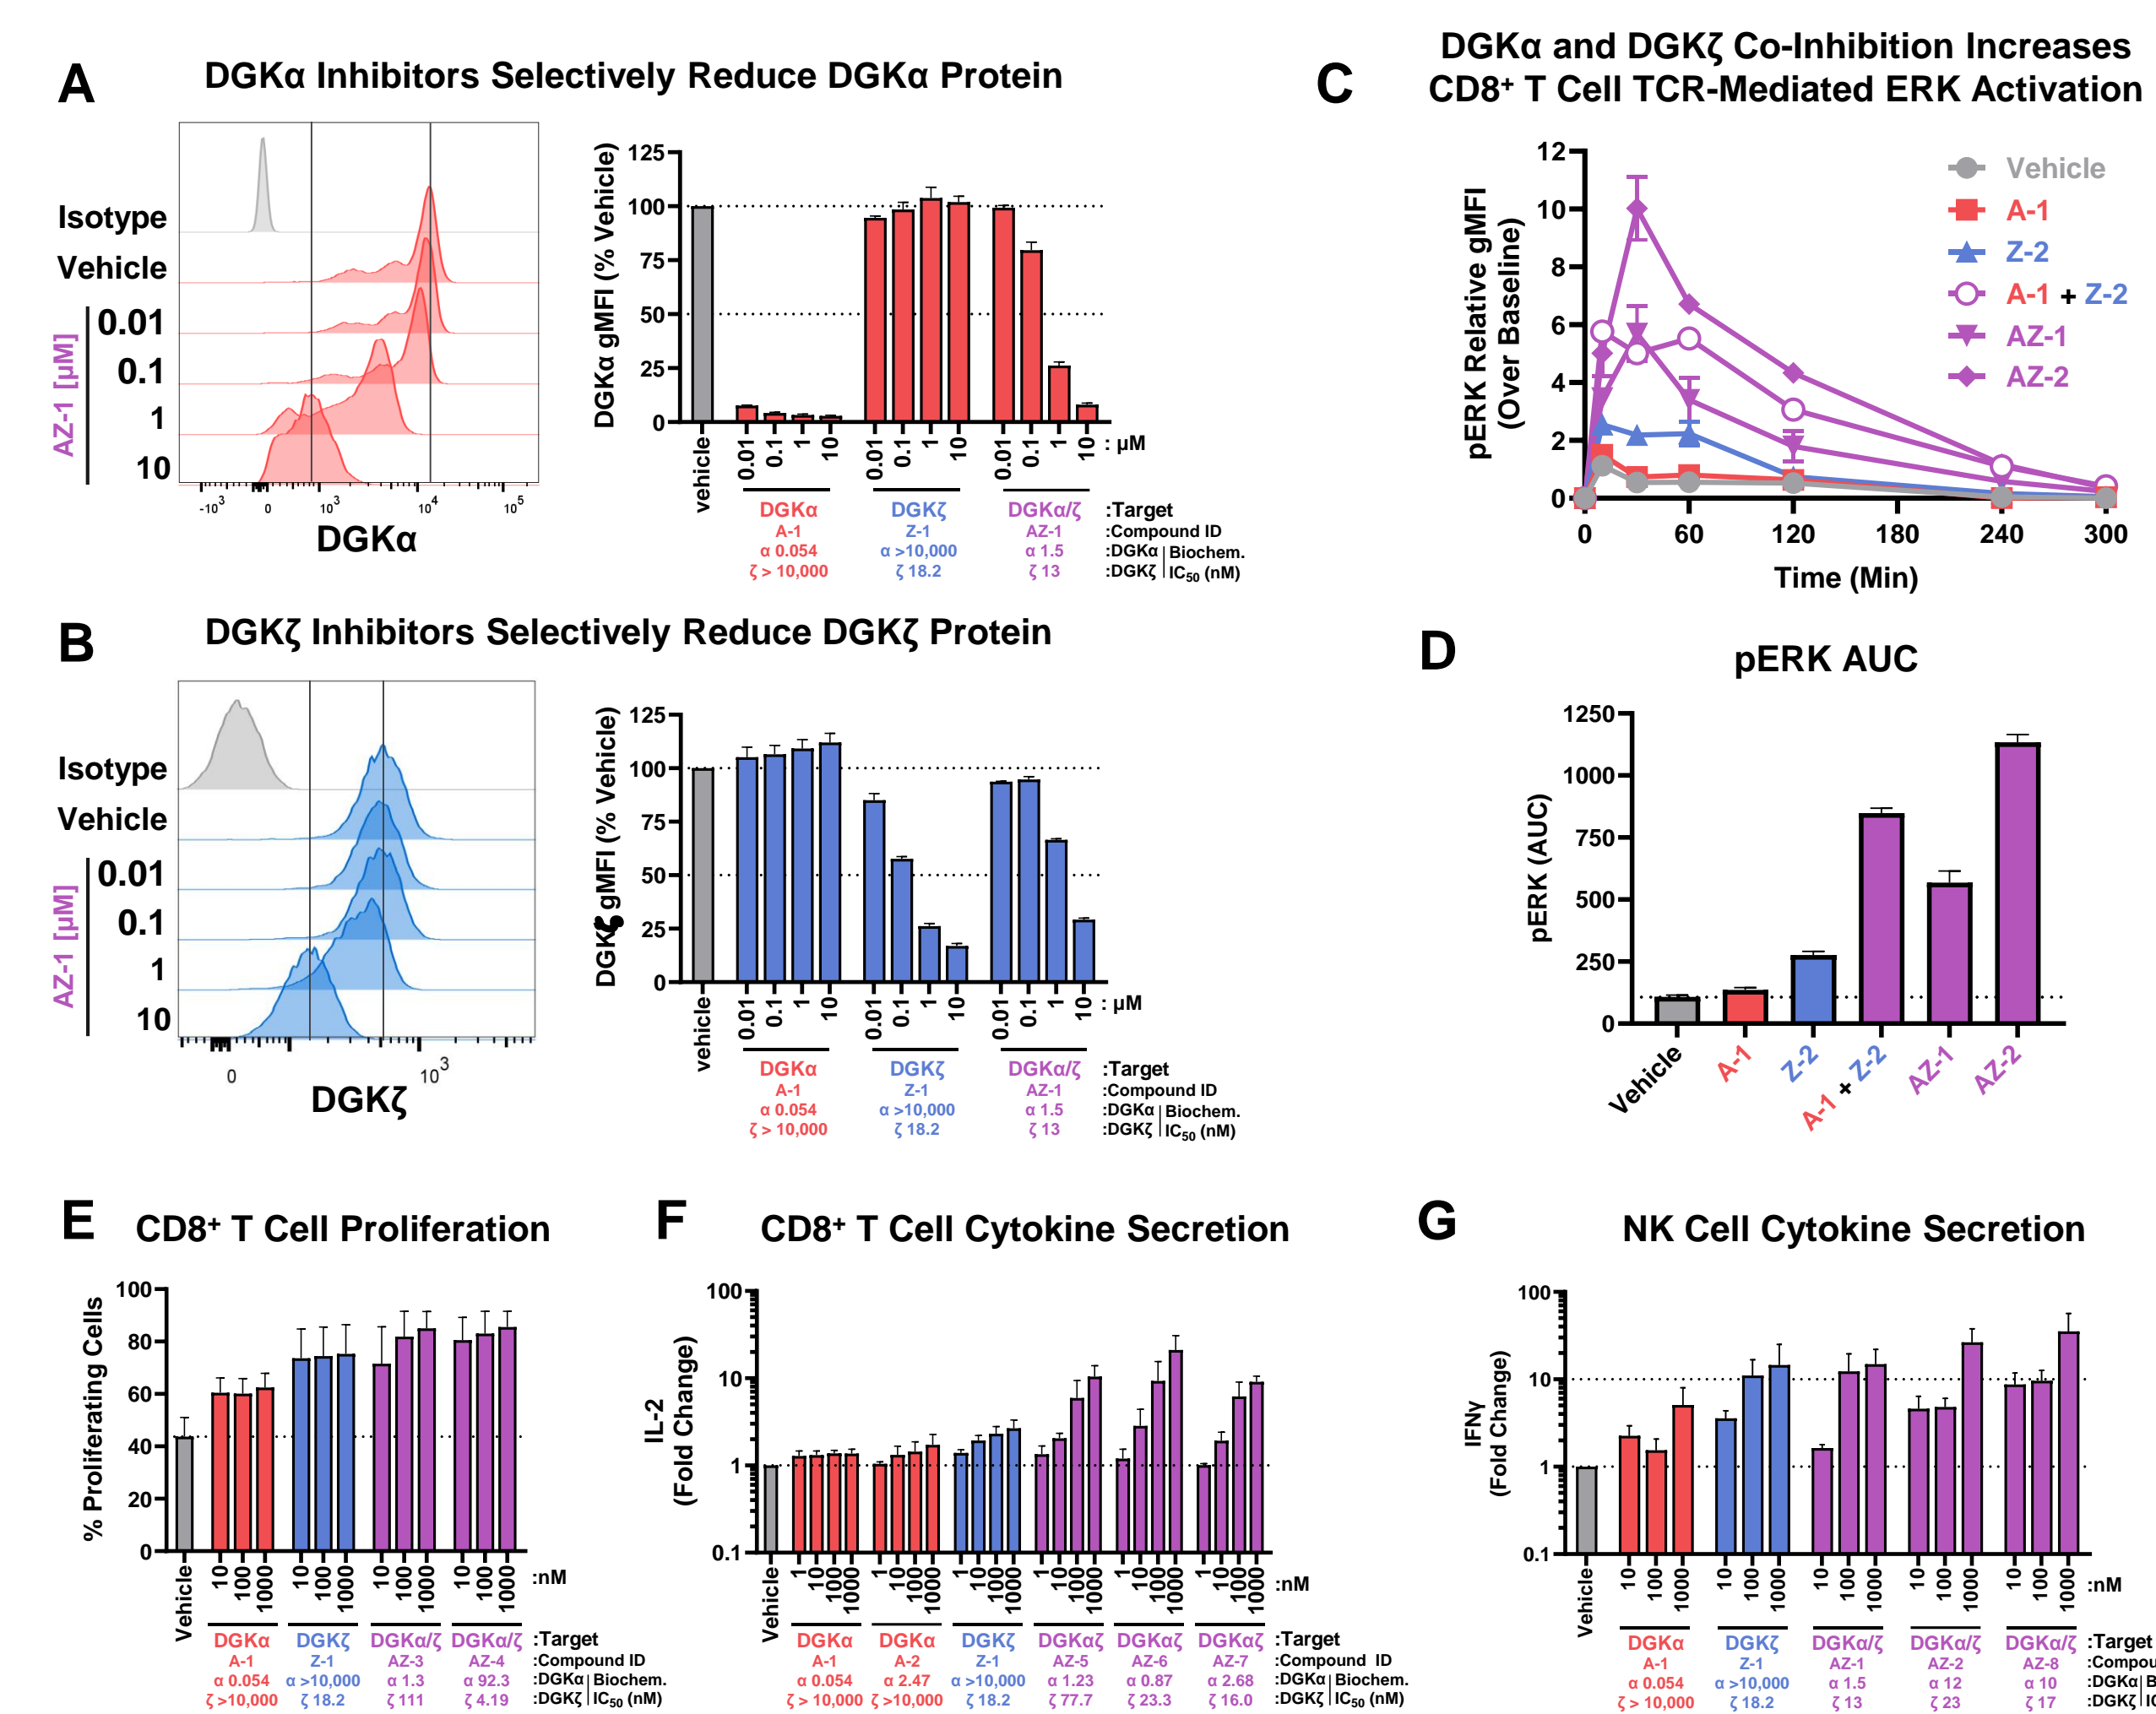 A
DGKα Inhibitors Selectively Reduce DGKα Protein
Isotype
Vehicle
0.01
0.1
1
10
AZ-1 [µM]
-10³ 0 10³ 10⁴ 10⁵
DGKα
DGKα gMFI (% Vehicle)
125
100
75
50
25
0
vehicle 0.01 0.1 1 10 0.01 0.1 1 10 0.01 0.1 1 10 : µM
DGKα DGKζ DGKα/ζ :Target
A-1 Z-1 AZ-1 :Compound ID
α 0.054 α >10,000 α 1.5 :DGKα Biochem.
ζ > 10,000 ζ 18.2 ζ 13 :DGKζ IC50 (nM)
B
DGKζ Inhibitors Selectively Reduce DGKζ Protein
Isotype
Vehicle
0.01
0.1
1
10
AZ-1 [µM]
0 10³
DGKζ
DGKζ gMFI (% Vehicle)
125
100
75
50
25
0
vehicle 0.01 0.1 1 10 0.01 0.1 1 10 0.01 0.1 1 10 : µM
DGKα DGKζ DGKα/ζ :Target
A-1 Z-1 AZ-1 :Compound ID
α 0.054 α >10,000 α 1.5 :DGKα Biochem.
ζ > 10,000 ζ 18.2 ζ 13 :DGKζ IC50 (nM)
C
DGKα and DGKζ Co-Inhibition Increases
CD8⁺ T Cell TCR-Mediated ERK Activation
pERK Relative gMFI
(Over Baseline)
12
10
8
6
4
2
0
0 60 120 180 240 300
Time (Min)
Vehicle
A-1
Z-2
A-1 + Z-2
AZ-1
AZ-2
D
pERK AUC
pERK (AUC)
1250
1000
750
500
250
0
Vehicle A-1 Z-2 A-1 + Z-2 AZ-1 AZ-2
E
CD8⁺ T Cell Proliferation
% Proliferating Cells
100
80
60
40
20
0
Vehicle 10 100 1000 10 100 1000 10 100 1000 10 100 1000 :nM
DGKα DGKζ DGKα/ζ DGKα/ζ :Target
A-1 Z-1 AZ-3 AZ-4 :Compound ID
α 0.054 α >10,000 α 1.3 α 92.3 :DGKα Biochem.
ζ >10,000 ζ 18.2 ζ 111 ζ 4.19 :DGKζ IC50 (nM)
F
CD8⁺ T Cell Cytokine Secretion
IL-2
(Fold Change)
100
10
1
0.1
Vehicle 1 10 100 1000 1 10 100 1000 1 10 100 1000 1 10 100 1000 1 10 100 1000 1 10 100 1000 :nM
DGKα DGKα DGKζ DGKαζ DGKαζ DGKαζ :Target
A-1 A-2 Z-1 AZ-5 AZ-6 AZ-7 :Compound ID
α 0.054 α 2.47 α >10,000 α 1.23 α 0.87 α 2.68 :DGKα Biochem.
ζ > 10,000 ζ >10,000 ζ 18.2 ζ 77.7 ζ 23.3 ζ 16.0 :DGKζ IC50 (nM)
G
NK Cell Cytokine Secretion
IFNγ
(Fold Change)
100
10
1
0.1
Vehicle 10 100 1000 10 100 1000 10 100 1000 10 100 1000 10 100 1000 :nM
DGKα DGKζ DGKα/ζ DGKα/ζ DGKα/ζ :Target
A-1 Z-1 AZ-1 AZ-2 AZ-8
α 0.054 α >10,000 α 1.5 α 12 α 10 :DGKα
ζ > 10,000 ζ 18.2 ζ 13 ζ 23 ζ 17 :DGKζ